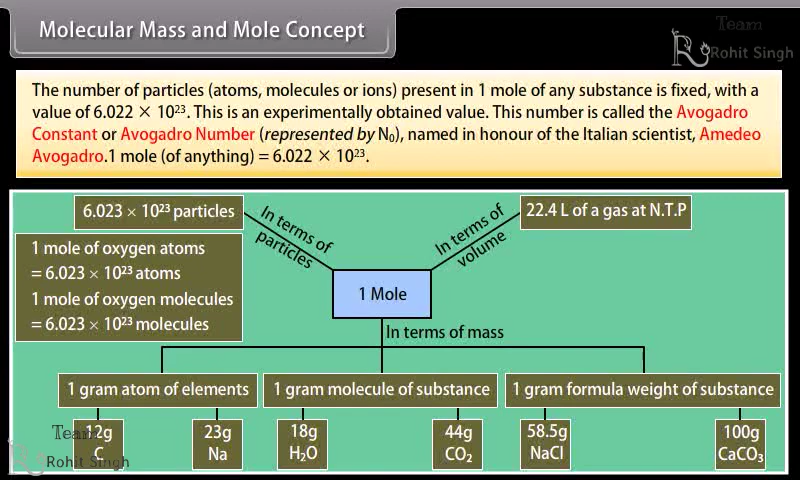 Molecular Mass and Mole Concept
Team
Rohit Singh
The number of particles (atoms, molecules or ions) present in 1 mole of any substance is fixed, with a
value of 6.022 × 10²³. This is an experimentally obtained value. This number is called the Avogadro
Constant or Avogadro Number (represented by N₀), named in honour of the Italian scientist, Amedeo
Avogadro.1 mole (of anything) = 6.022 × 10²³.
6.023 × 10²³ particles
In terms of
particles
In terms of
volume
22.4 L of a gas at N.T.P
1 mole of oxygen atoms
= 6.023 × 10²³ atoms
1 mole of oxygen molecules
= 6.023 × 10²³ molecules
1 Mole
In terms of mass
1 gram atom of elements
1 gram molecule of substance
1 gram formula weight of substance
12g
C
23g
Na
18g
H₂O
44g
CO₂
58.5g
NaCl
100g
CaCO₃
Team
Rohit Singh